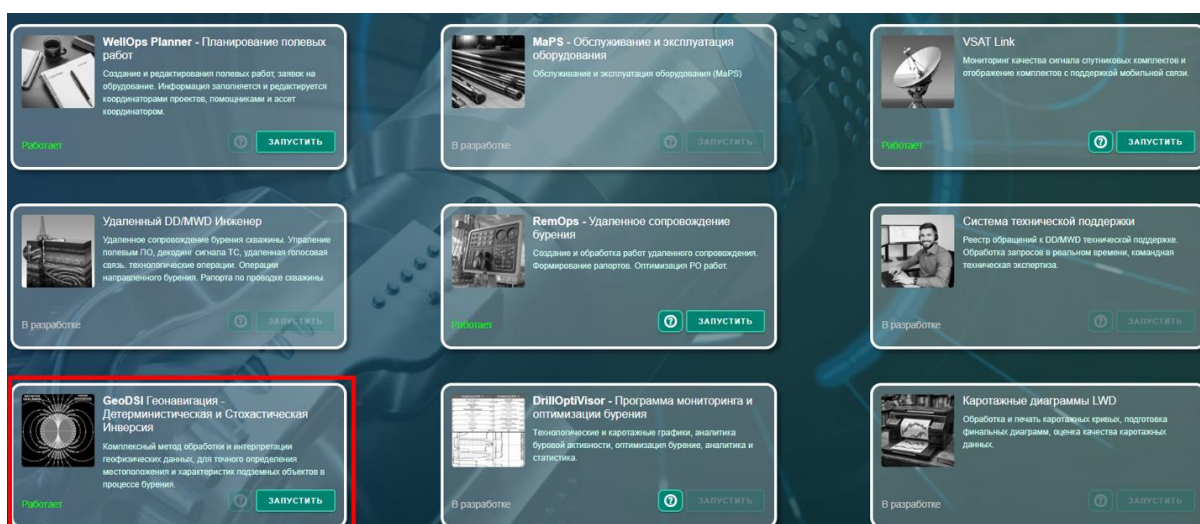 WellOps Planner - Планирование полевых
работ
Создание и редактирования полевых работ, заявок на
обрудование. Информация заполняется и редактируется
координаторами проектов, помощниками и ассет
координатором.
Работает
ЗАПУСТИТЬ
MaPS - Обслуживание и эксплуатация
оборудования
Обслуживание и эксплуатация оборудования (MaPS)
В разработке
ЗАПУСТИТЬ
VSAT Link
Мониторинг качества сигнала спутниковых комплектов и
отображение комплектов с поддержкой мобильной связи.
Работает
ЗАПУСТИТЬ
Удаленный DD/MWD Инженер
Удаленное сопровождение бурения скважины. Упраление
полевым ПО, декодинг сигнала ТС, удаленная голосовая
связь, технологические операции. Операции
направленного бурения. Рапорта по проводке скважины.
В разработке
ЗАПУСТИТЬ
RemOps - Удаленное сопровождение
бурения
Создание и обработка работ удаленного сопровождения.
Формирование рапортов. Оптимизация РО работ.
Работает
ЗАПУСТИТЬ
Система технической поддержки
Реестр обращений к DD/MWD технической поддержке.
Обработка запросов в реальном времени, командная
техническая экспертиза.
В разработке
ЗАПУСТИТЬ
GeoDSI Геонавигация -
Детерминистическая и Стохастическая
Инверсия
Комплексный метод обработки и интерпретации
геофизических данных, для точного определения
местоположения и характеристик подземных объектов в
процессе бурения.
Работает
ЗАПУСТИТЬ
DrillOptiVisor - Программа мониторинга и
оптимизации бурения
Технологические и каротажные графики, аналитика
буровой активности, оптимизация бурение, аналитика и
статистика.
В разработке
ЗАПУСТИТЬ
Каротажные диаграммы LWD
Обработка и печать каротажных кривых, подготовка
финальных диаграмм, оценка качества каротажных
данных.
В разработке
ЗАПУСТИТЬ